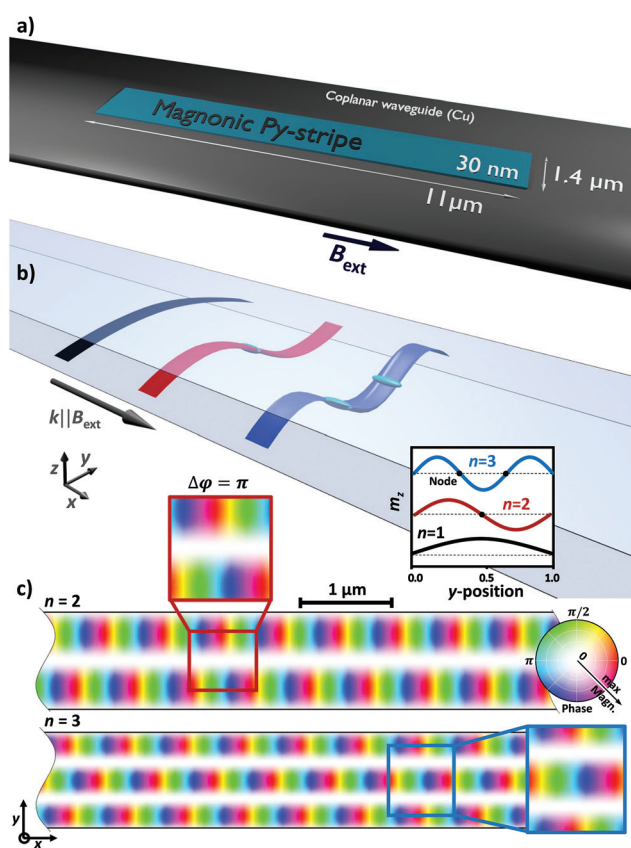 a)
Coplanar waveguide (Cu)
Magnonic Py-stripe
30 nm
1.4 µm
11µm
B_ext
b)
k||B_ext
z
y
x
Δφ = π
n=3
Node
n=2
n=1
m_z
0.0
0.5
1.0
y-position
c)
n = 2
1 µm
π/2
π
0
0
max
Magn.
Phase
n = 3
y
x